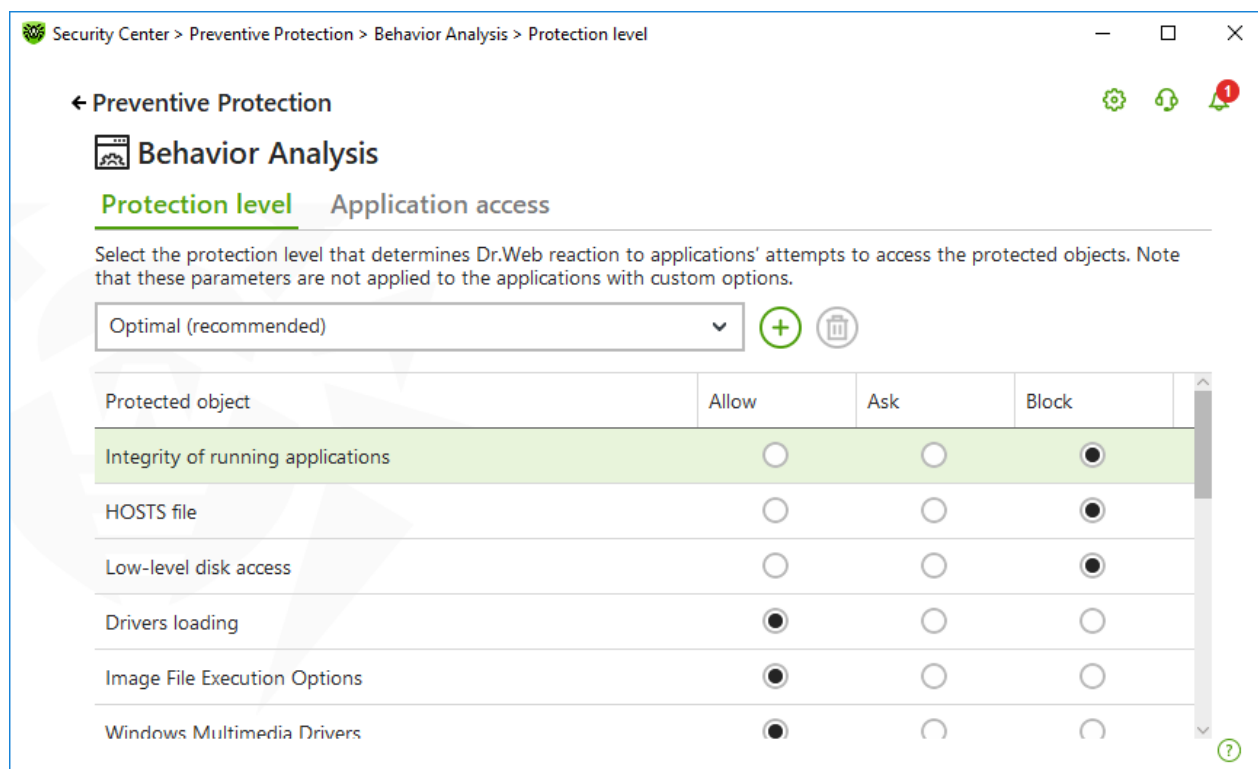 Security Center > Preventive Protection > Behavior Analysis > Protection level
Preventive Protection
1
Behavior Analysis
Protection level Application access
Select the protection level that determines Dr.Web reaction to applications’ attempts to access the protected objects. Note
that these parameters are not applied to the applications with custom options.
Optimal (recommended)
Protected object Allow Ask Block
Integrity of running applications
HOSTS file
Low-level disk access
Drivers loading
Image File Execution Options
Windows Multimedia Drivers
?